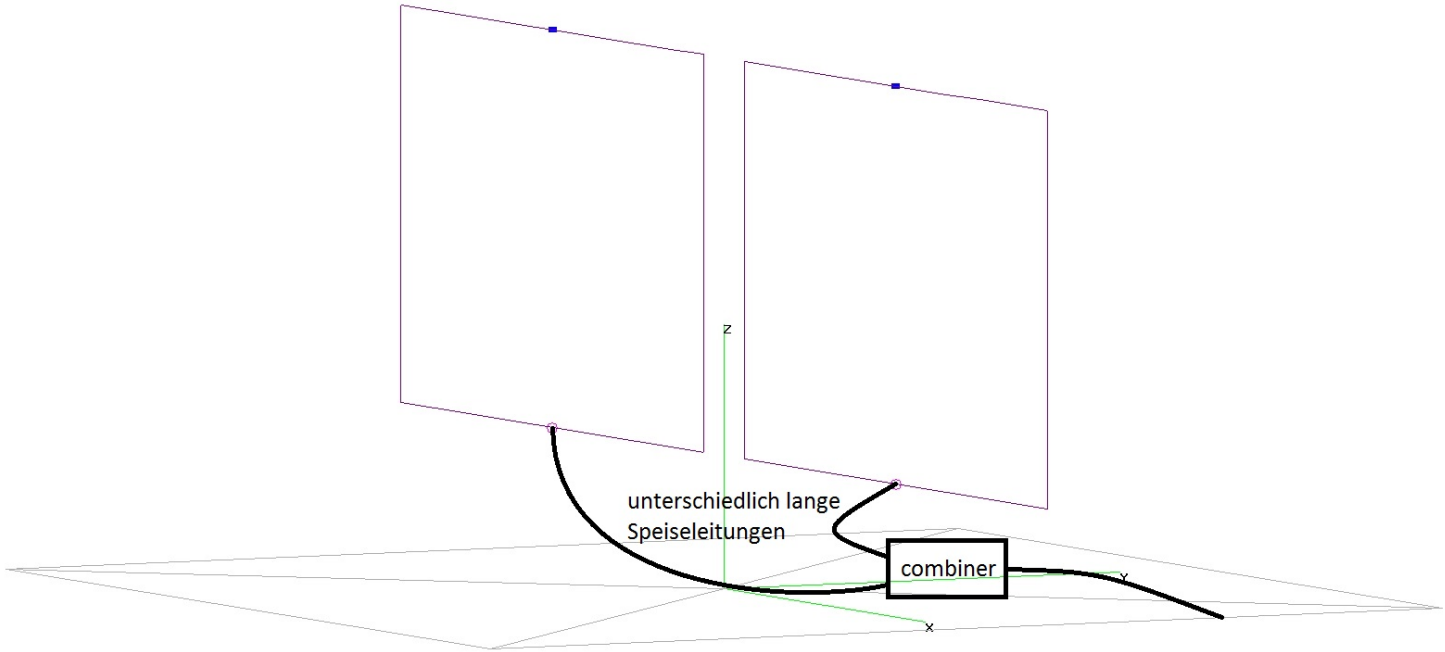 Z
unterschiedlich lange
Speiseleitungen
combiner
Y
X